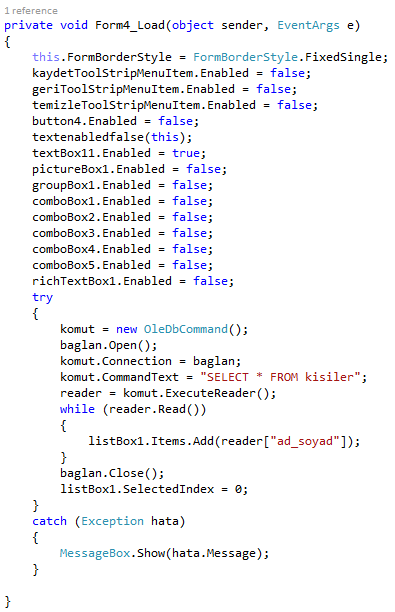 1 reference
private void Form4_Load(object sender, EventArgs e)
{
    this.FormBorderStyle = FormBorderStyle.FixedSingle;
    kaydetToolStripMenuItem.Enabled = false;
    geriToolStripMenuItem.Enabled = false;
    temizleToolStripMenuItem.Enabled = false;
    button4.Enabled = false;
    textenabledfalse(this);
    textBox11.Enabled = true;
    pictureBox1.Enabled = false;
    groupBox1.Enabled = false;
    comboBox1.Enabled = false;
    comboBox2.Enabled = false;
    comboBox3.Enabled = false;
    comboBox4.Enabled = false;
    comboBox5.Enabled = false;
    richTextBox1.Enabled = false;
    try
    {
        komut = new OleDbCommand();
        baglan.Open();
        komut.Connection = baglan;
        komut.CommandText = "SELECT * FROM kisiler";
        reader = komut.ExecuteReader();
        while (reader.Read())
        {
            listBox1.Items.Add(reader["ad_soyad"]);
        }
        baglan.Close();
        listBox1.SelectedIndex = 0;
    }
    catch (Exception hata)
    {
        MessageBox.Show(hata.Message);
    }
}